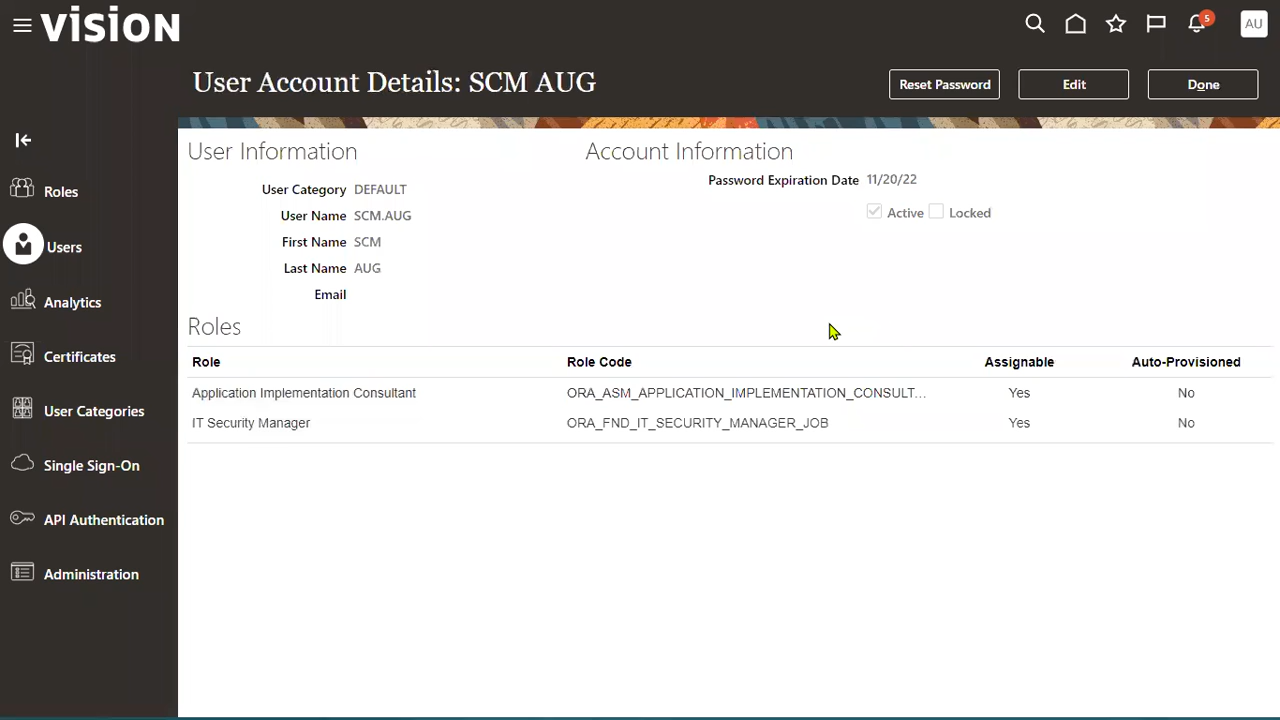 vision
5
AU
User Account Details: SCM AUG
Reset Password
Edit
Done
User Information
Account Information
User Category DEFAULT
Password Expiration Date 11/20/22
User Name SCM.AUG
Active
Locked
First Name SCM
Last Name AUG
Email
Roles
Users
Analytics
Certificates
User Categories
Single Sign-On
API Authentication
Administration
Roles
Role Role Code Assignable Auto-Provisioned
Application Implementation Consultant ORA_ASM_APPLICATION_IMPLEMENTATION_CONSULT... Yes No
IT Security Manager ORA_FND_IT_SECURITY_MANAGER_JOB Yes No